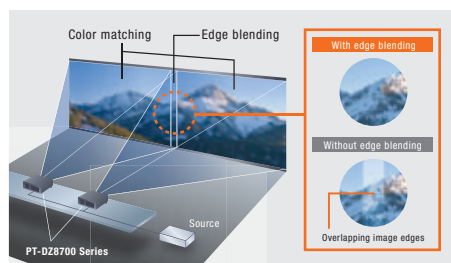 Color matching
Edge blending
With edge blending
Without edge blending
Source
Overlapping image edges
PT-DZ8700 Series